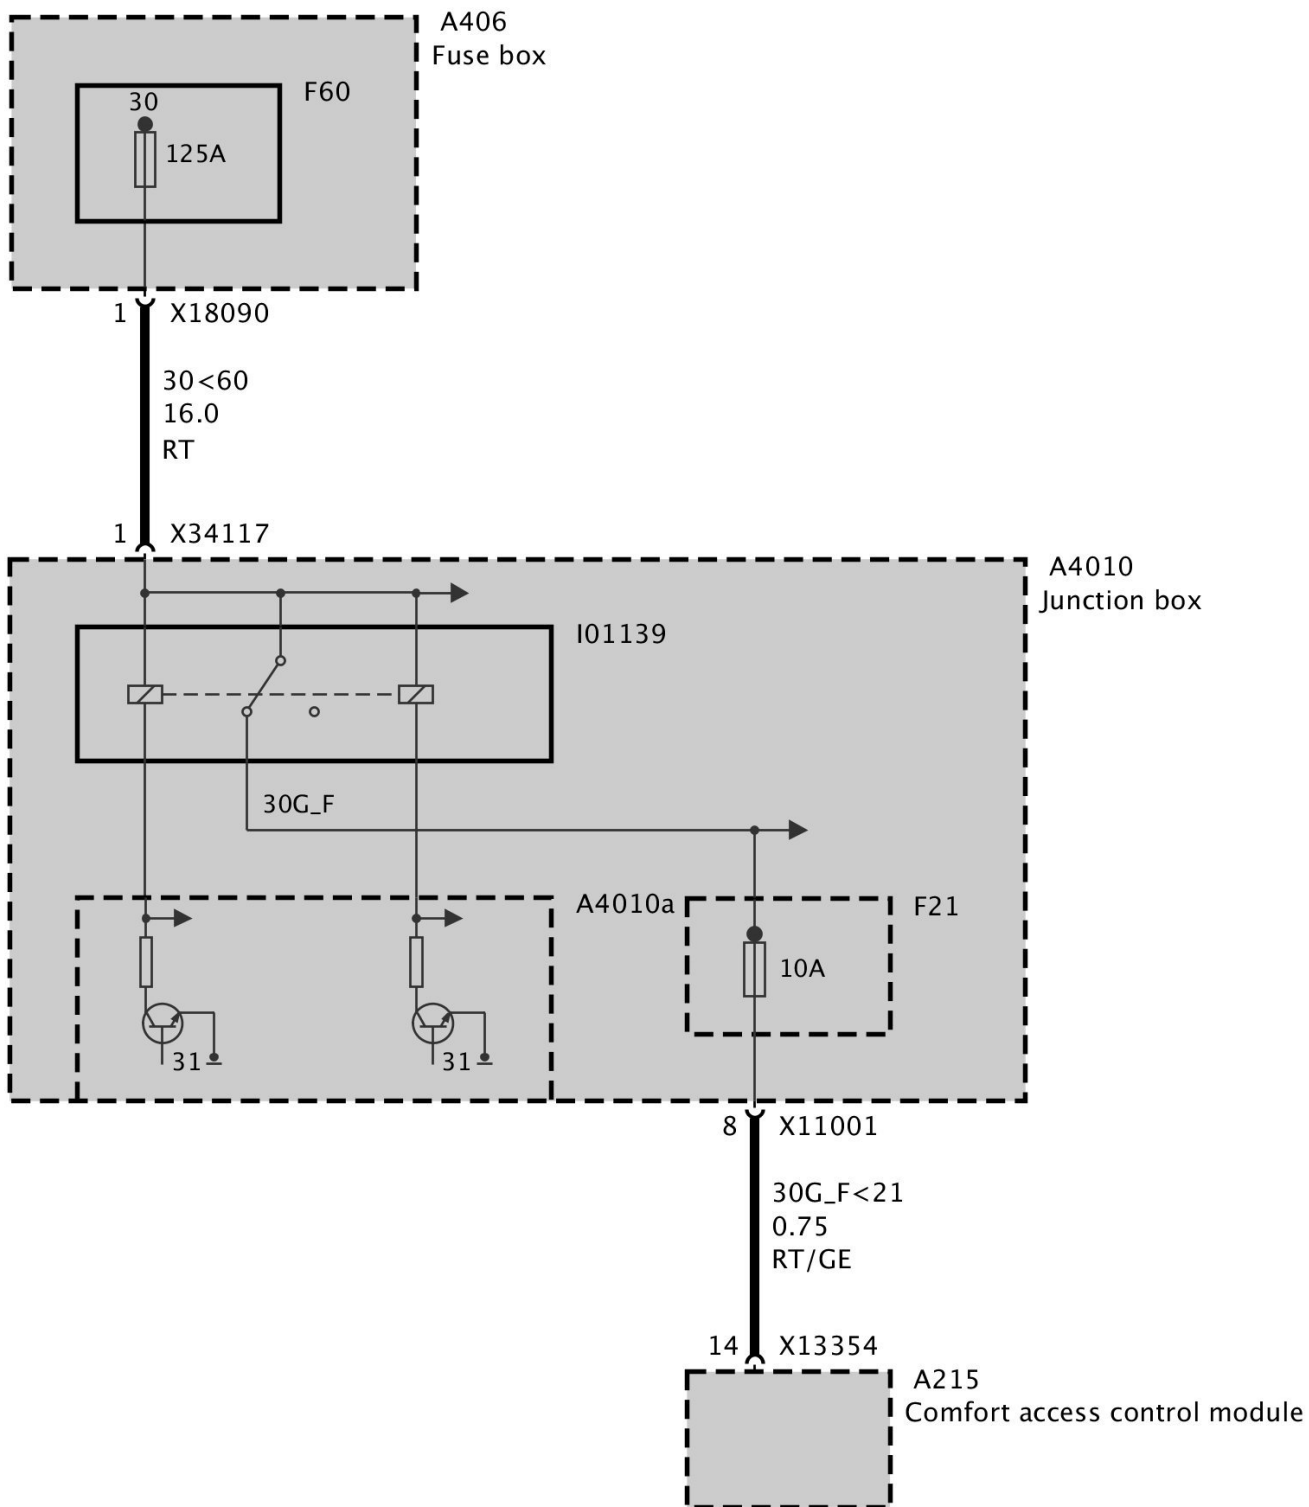 A406
Fuse box
F60
30
125A
1 X18090
30<60
16.0
RT
1 X34117
A4010
Junction box
I01139
30G_F
A4010a
F21
10A
31
31
8 X11001
30G_F<21
0.75
RT/GE
14 X13354
A215
Comfort access control module